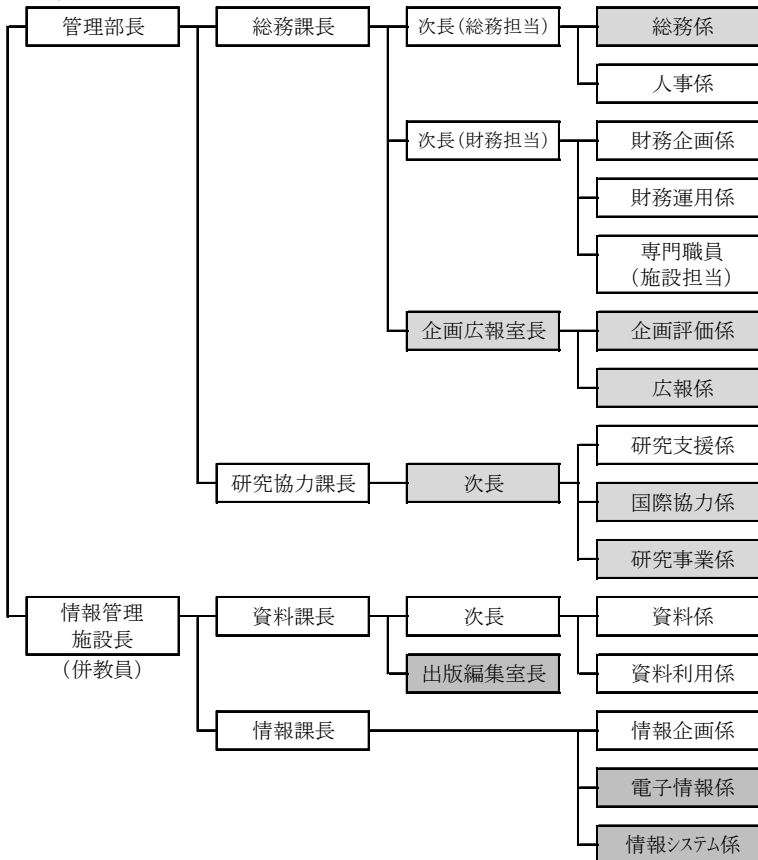 管理部長
総務課長
次長(総務担当)
総務係
人事係
次長(財務担当)
財務企画係
財務運用係
専門職員
(施設担当)
企画広報室長
企画評価係
広報係
研究協力課長
次長
研究支援係
国際協力係
研究事業係
情報管理
施設長
(併教員)
資料課長
次長
資料係
出版編集室長
資料利用係
情報課長
情報企画係
電子情報係
情報システム係